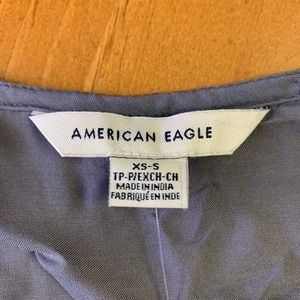 AMERICAN EAGLE
XS-S
TP-P/EXCH-CH
MADE IN INDIA
FABRIQUÉ EN INDE